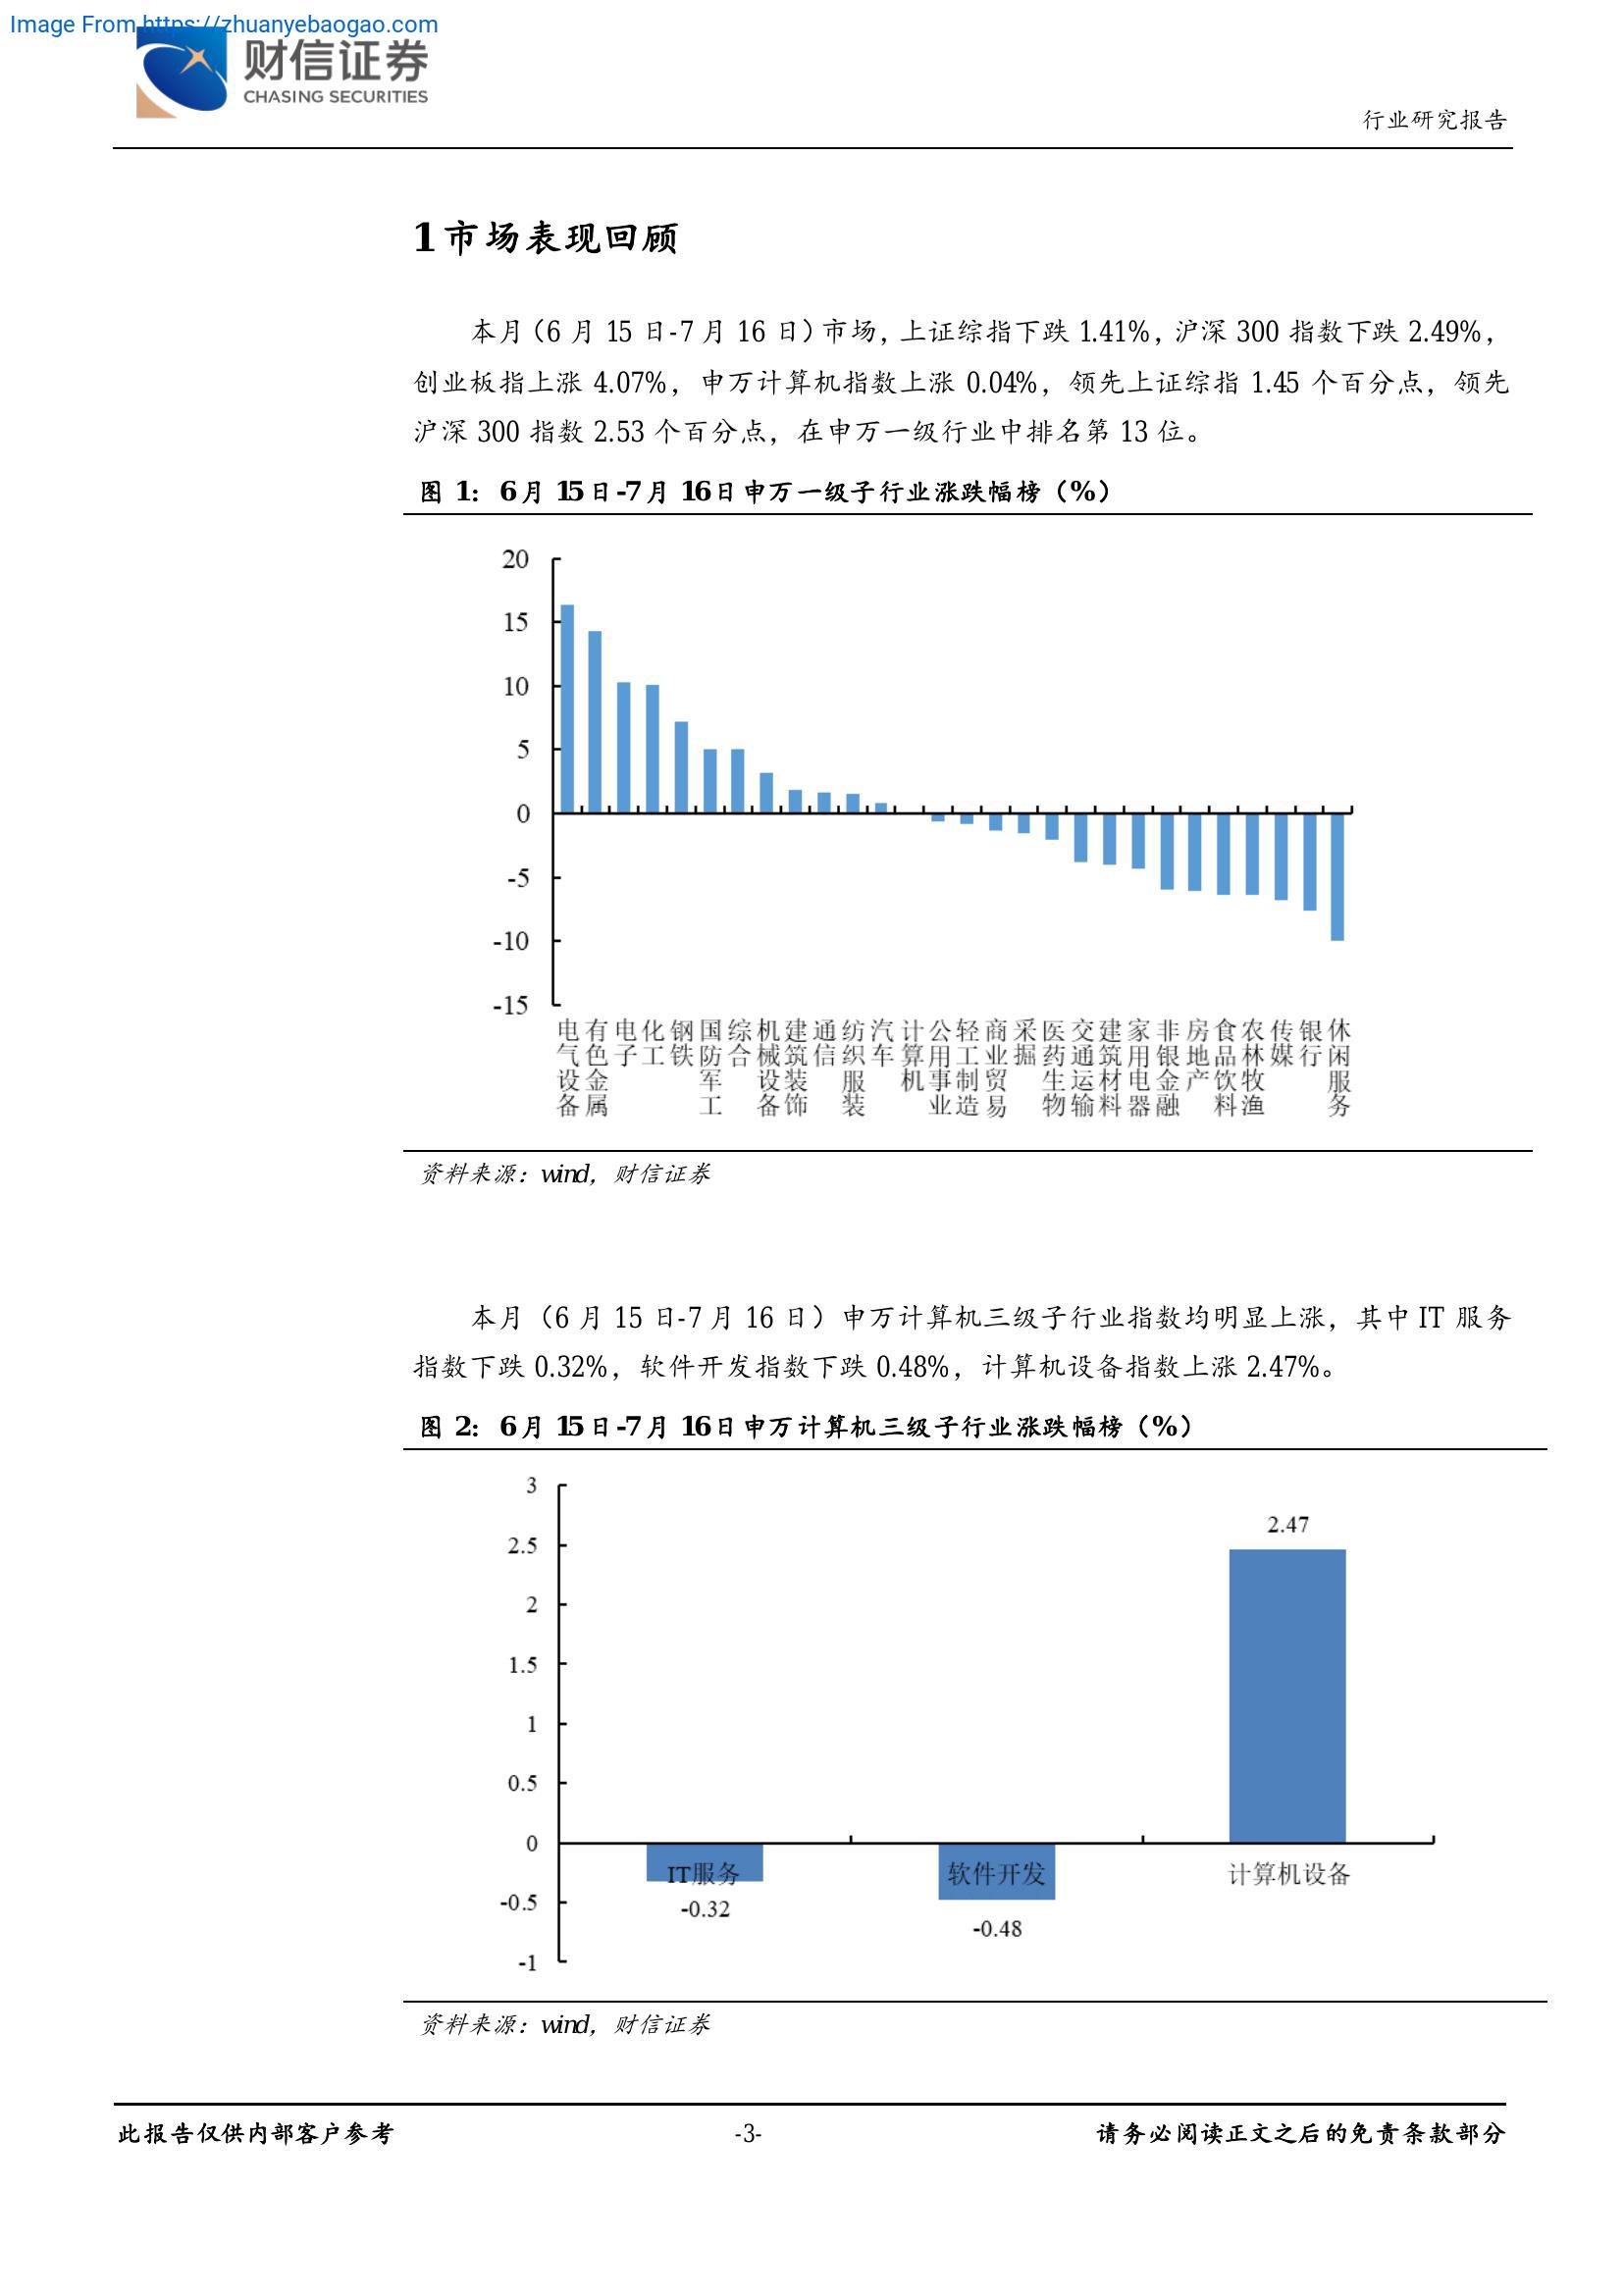 Image From https://zhuanyebaogao.com
财信证券
CHASING SECURITIES
行业研究报告
1 市场表现回顾
本月（6 月 15 日-7 月 16 日）市场，上证综指下跌 1.41%，沪深 300 指数下跌 2.49%，
创业板指上涨 4.07%，申万计算机指数上涨 0.04%，领先上证综指 1.45 个百分点，领先
沪深 300 指数 2.53 个百分点，在申万一级行业中排名第 13 位。
图 1：6 月 15 日-7 月 16 日申万一级子行业涨跌幅榜（%）
20
15
10
5
0
-5
-10
-15
电气设备 有色金属 电子 化工 钢铁 国防军工 综合 机械设备 建筑装饰 通信 纺织服装 汽车 计算机 公用事业 轻工制造 商业贸易 采掘 医药生物 交通运输 建筑材料 家用电器 非银金融 房地产 食品饮料 农林牧渔 传媒 银行 休闲服务
资料来源：wind，财信证券
本月（6 月 15 日-7 月 16 日）申万计算机三级子行业指数均明显上涨，其中 IT 服务
指数下跌 0.32%，软件开发指数下跌 0.48%，计算机设备指数上涨 2.47%。
图 2：6 月 15 日-7 月 16 日申万计算机三级子行业涨跌幅榜（%）
3
2.47
2.5
2
1.5
1
0.5
0
IT服务 软件开发 计算机设备
-0.5
-0.32
-0.48
-1
资料来源：wind，财信证券
此报告仅供内部客户参考 -3- 请务必阅读正文之后的免责条款部分